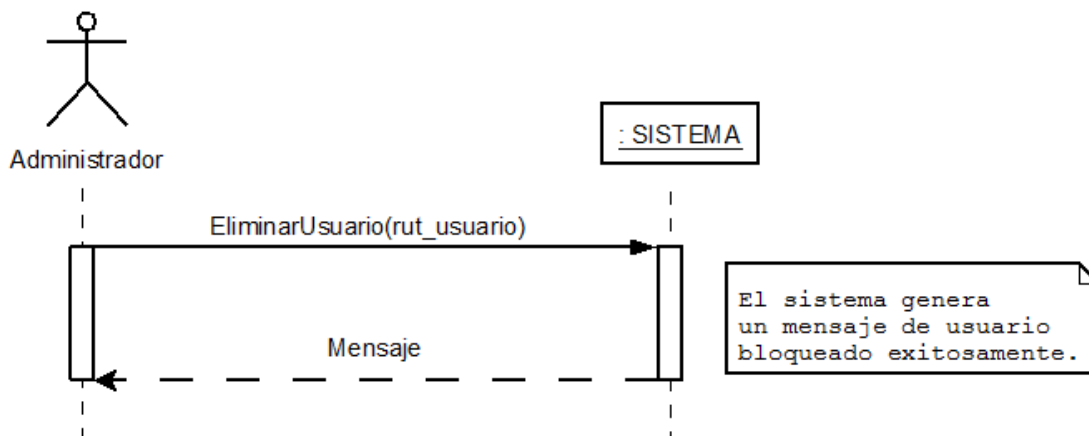 Administrador
: SISTEMA
EliminarUsuario(rut_usuario)
El sistema genera
un mensaje de usuario
bloqueado exitosamente.
Mensaje